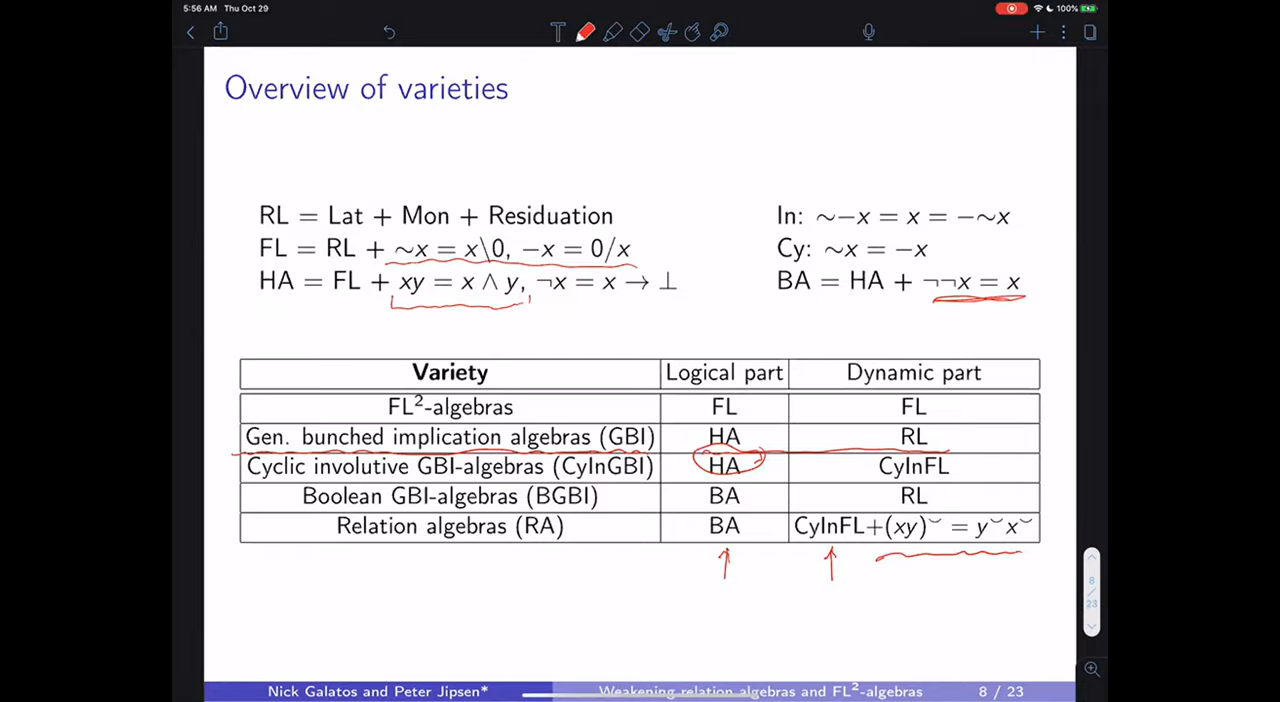 5:56 AM Thu Oct 29
100%
Overview of varieties
RL = Lat + Mon + Residuation
FL = RL + ∼x = x\0, −x = 0/x
HA = FL + xy = x ∧ y, ¬x = x → ⊥
In: ∼−x = x = −∼x
Cy: ∼x = −x
BA = HA + ¬¬x = x
Variety Logical part Dynamic part
FL²-algebras FL FL
Gen. bunched implication algebras (GBI) HA RL
Cyclic involutive GBI-algebras (CyInGBI) HA CyInFL
Boolean GBI-algebras (BGBI) BA RL
Relation algebras (RA) BA CyInFL+(xy)˘ = y˘x˘
8
/
23
Nick Galatos and Peter Jipsen* Weakening relation algebras and FL²-algebras 8 / 23